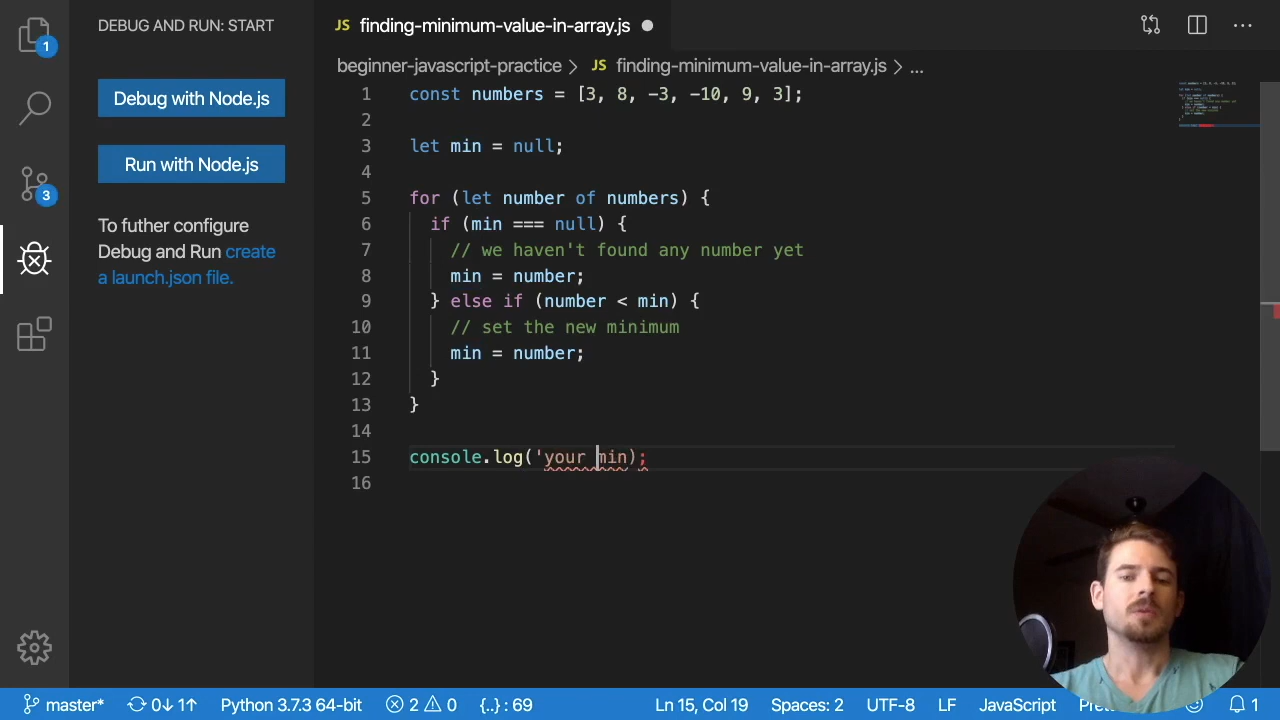 DEBUG AND RUN: START
1
3
Debug with Node.js
Run with Node.js
To futher configure
Debug and Run create
a launch.json file.
JS finding-minimum-value-in-array.js
beginner-javascript-practice > JS finding-minimum-value-in-array.js > ...
1 const numbers = [3, 8, -3, -10, 9, 3];
2
3 let min = null;
4
5 for (let number of numbers) {
6 if (min === null) {
7 // we haven't found any number yet
8 min = number;
9 } else if (number < min) {
10 // set the new minimum
11 min = number;
12 }
13 }
14
15 console.log('your min);
16
master* 0↓ 1↑ Python 3.7.3 64-bit 2 0 {..} : 69 Ln 15, Col 19 Spaces: 2 UTF-8 LF JavaScript 1